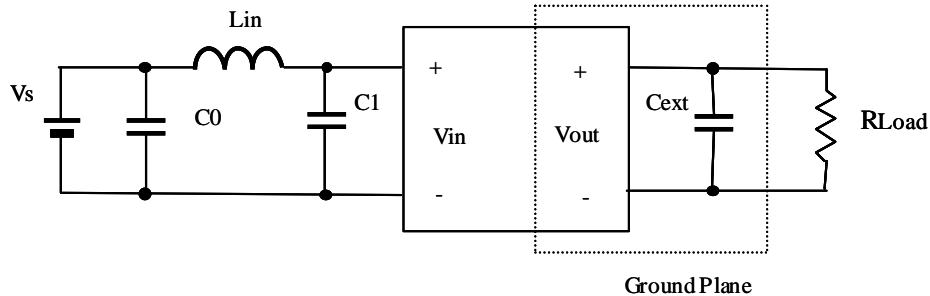 Lin
Vs
C0
C1
+
Vin
-
+
Vout
-
Cext
RLoad
Ground Plane